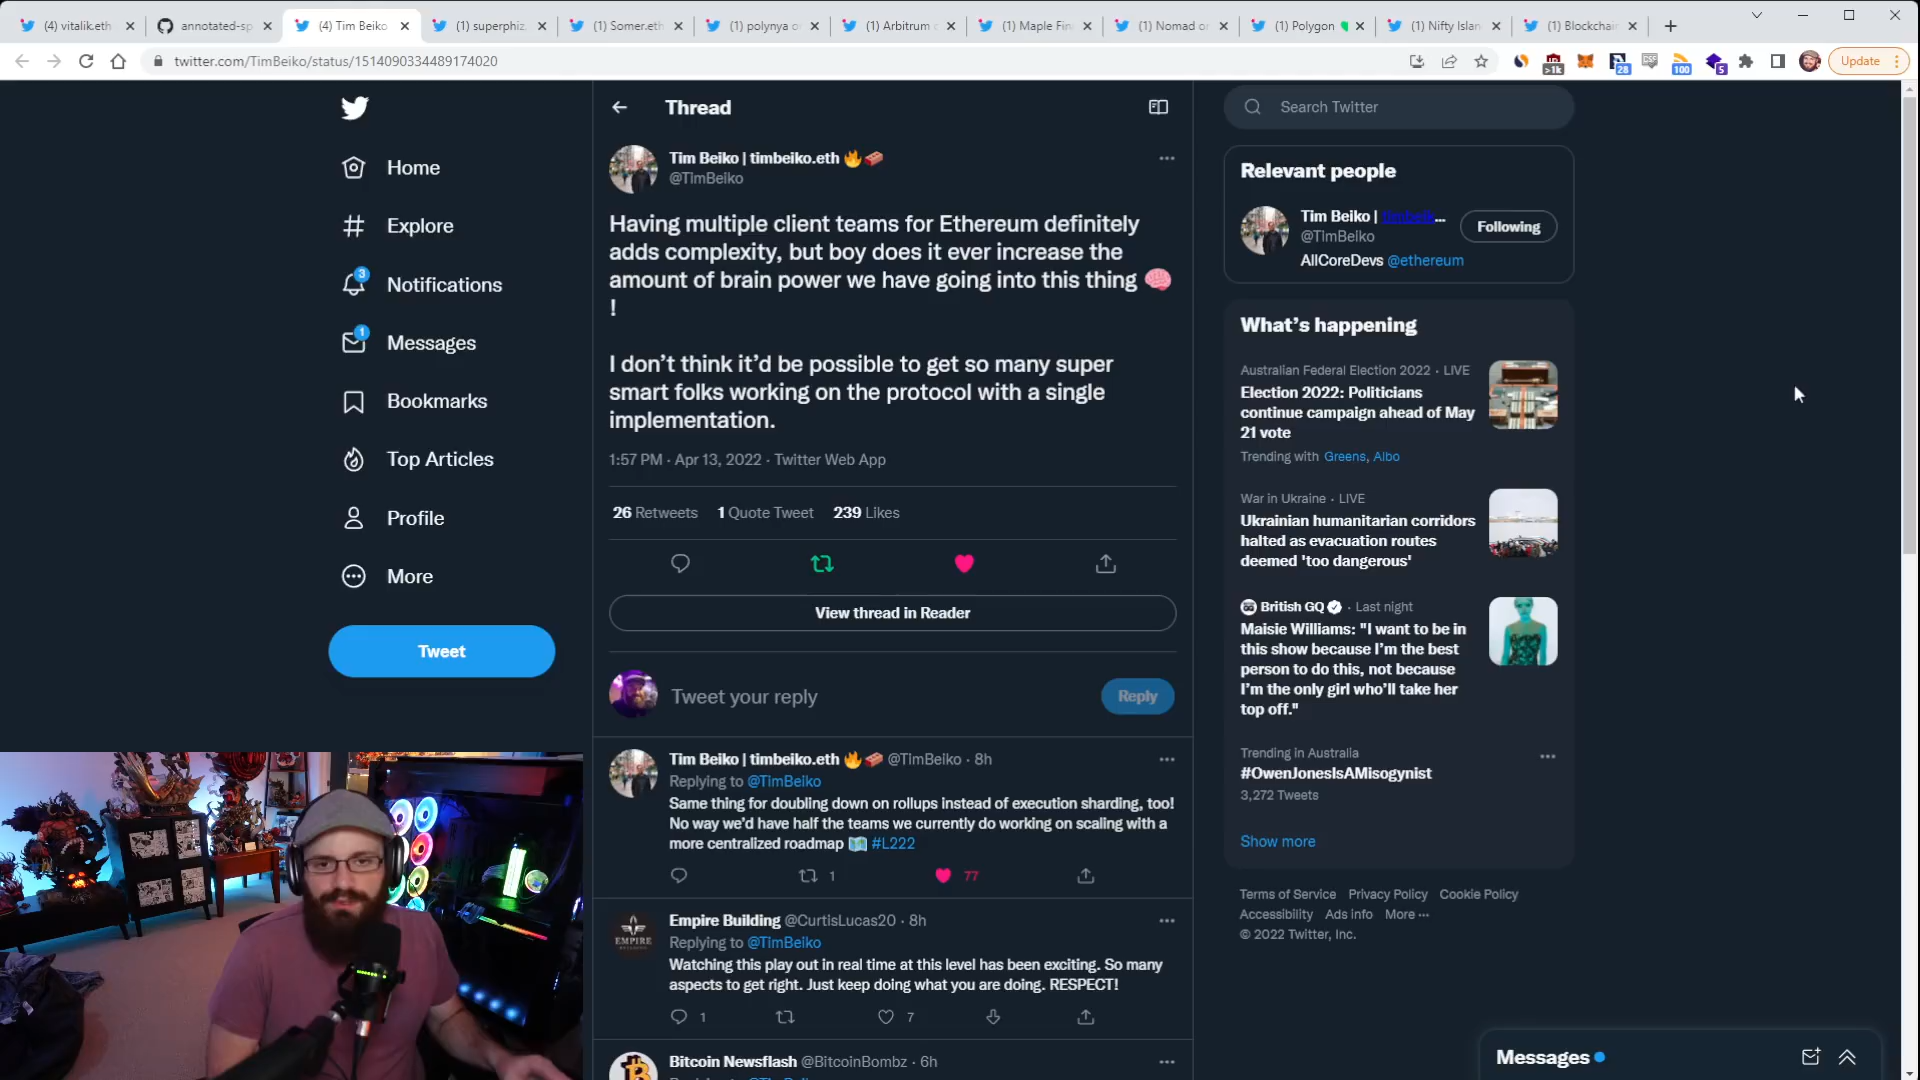 (4) vitalik.eth
annotated-sp
(4) Tim Beiko
(1) superphiz.
(1) Somer.eth
(1) polynya o
(1) Arbitrum
(1) Maple Fin
(1) Nomad o
(1) Polygon
(1) Nifty Islan
(1) Blockchai
twitter.com/TimBeiko/status/1514090334489174020
>1k
28
CSF
100
5
Update
Home
Explore
3
Notifications
1
Messages
Bookmarks
Top Articles
Profile
More
Tweet
Thread
Tim Beiko | timbeiko.eth 🔥🧱
@TimBeiko
Having multiple client teams for Ethereum definitely
adds complexity, but boy does it ever increase the
amount of brain power we have going into this thing 🧠
!
I don’t think it’d be possible to get so many super
smart folks working on the protocol with a single
implementation.
1:57 PM · Apr 13, 2022 · Twitter Web App
26 Retweets 1 Quote Tweet 239 Likes
View thread in Reader
Tweet your reply
Reply
Tim Beiko | timbeiko.eth 🔥🧱 @TimBeiko · 8h
Replying to @TimBeiko
Same thing for doubling down on rollups instead of execution sharding, too!
No way we’d have half the teams we currently do working on scaling with a
more centralized roadmap 🗺️ #L222
1
77
EMPIRE
Empire Building @CurtisLucas20 · 8h
Replying to @TimBeiko
Watching this play out in real time at this level has been exciting. So many
aspects to get right. Just keep doing what you are doing. RESPECT!
1
7
Bitcoin Newsflash @BitcoinBombz · 6h
Search Twitter
Relevant people
Tim Beiko | timbeik...
@TimBeiko
Following
AllCoreDevs @ethereum
What’s happening
Australian Federal Election 2022 · LIVE
Election 2022: Politicians
continue campaign ahead of May
21 vote
Trending with Greens, Albo
War in Ukraine · LIVE
Ukrainian humanitarian corridors
halted as evacuation routes
deemed 'too dangerous'
British GQ · Last night
Maisie Williams: "I want to be in
this show because I’m the best
person to do this, not because
I’m the only girl who’ll take her
top off."
Trending in Australia
#OwenJonesIsAMisogynist
3,272 Tweets
Show more
Terms of Service Privacy Policy Cookie Policy
Accessibility Ads info More ···
© 2022 Twitter, Inc.
Messages